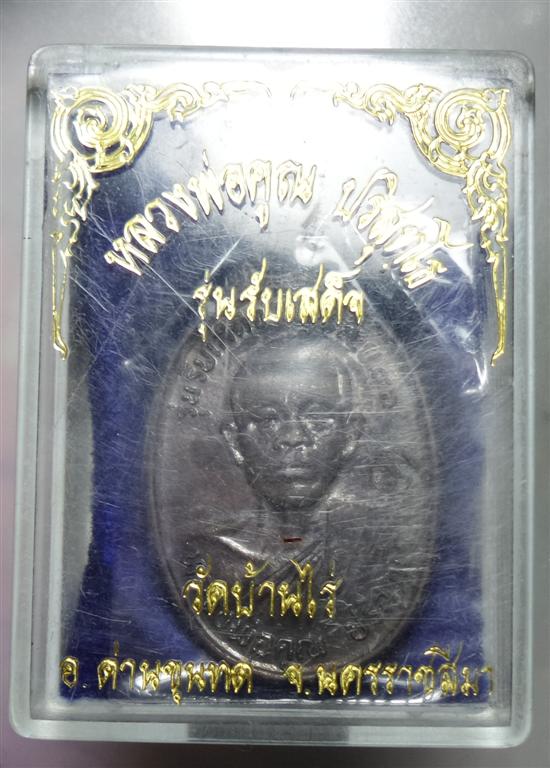 หลวงพ่อคูณ ปริสุทโธ
รุ่นรับเสด็จ
วัดบ้านไร่
อ.ด่านขุนทด จ.นครราชสีมา